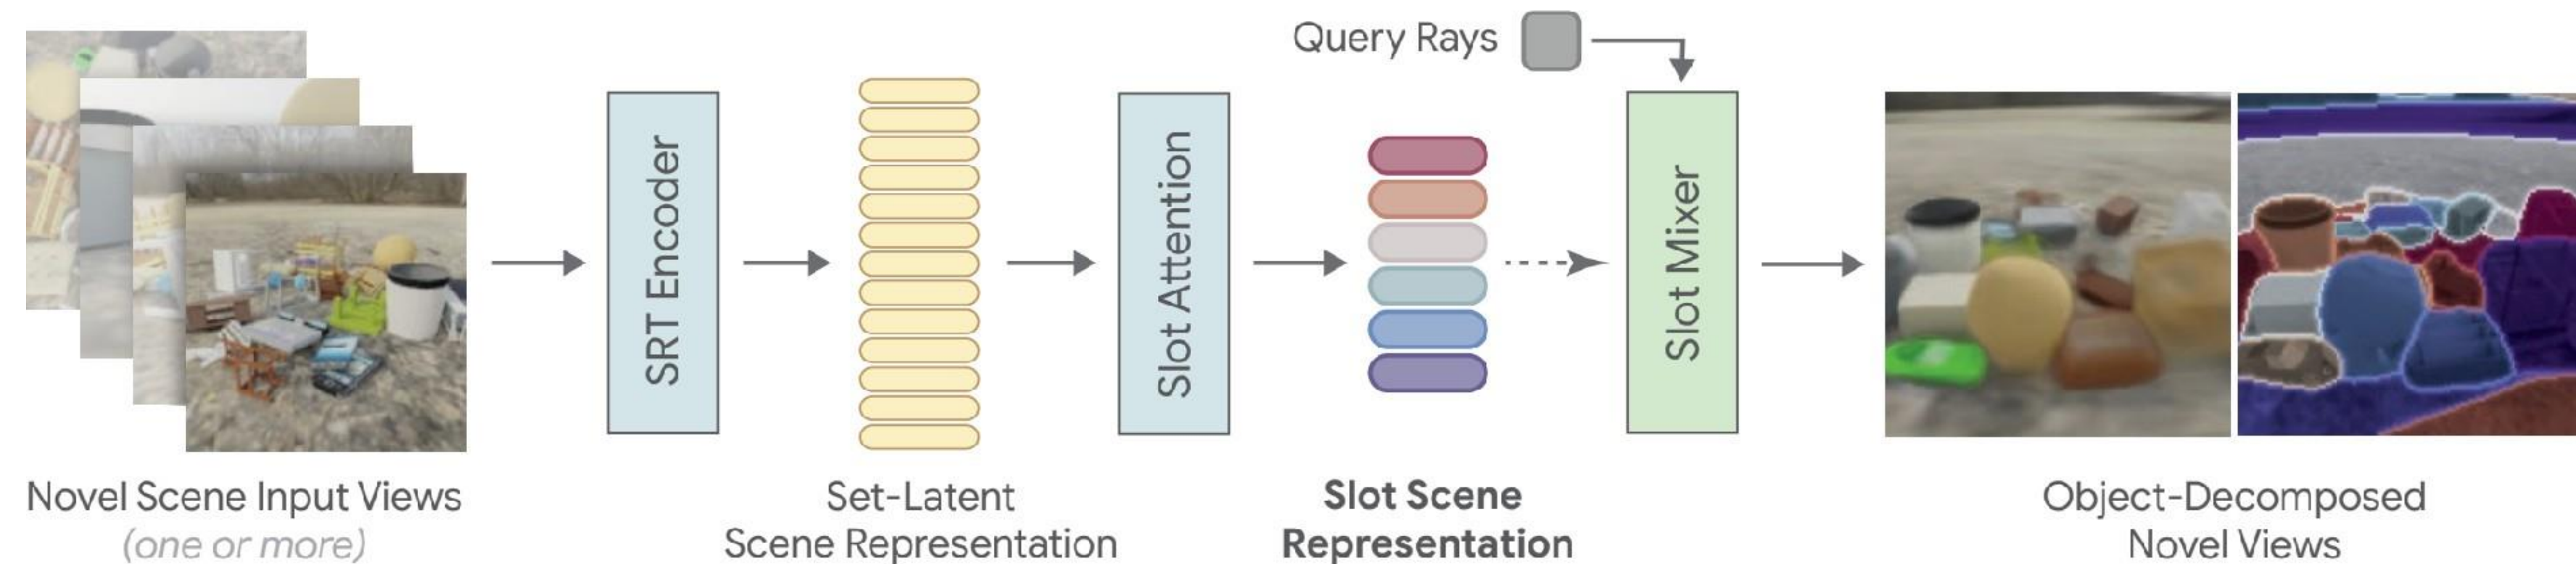 Query Rays
SRT Encoder
Slot Attention
Slot Mixer
Novel Scene Input Views
(one or more)
Set-Latent
Scene Representation
Slot Scene
Representation
Object-Decomposed
Novel Views